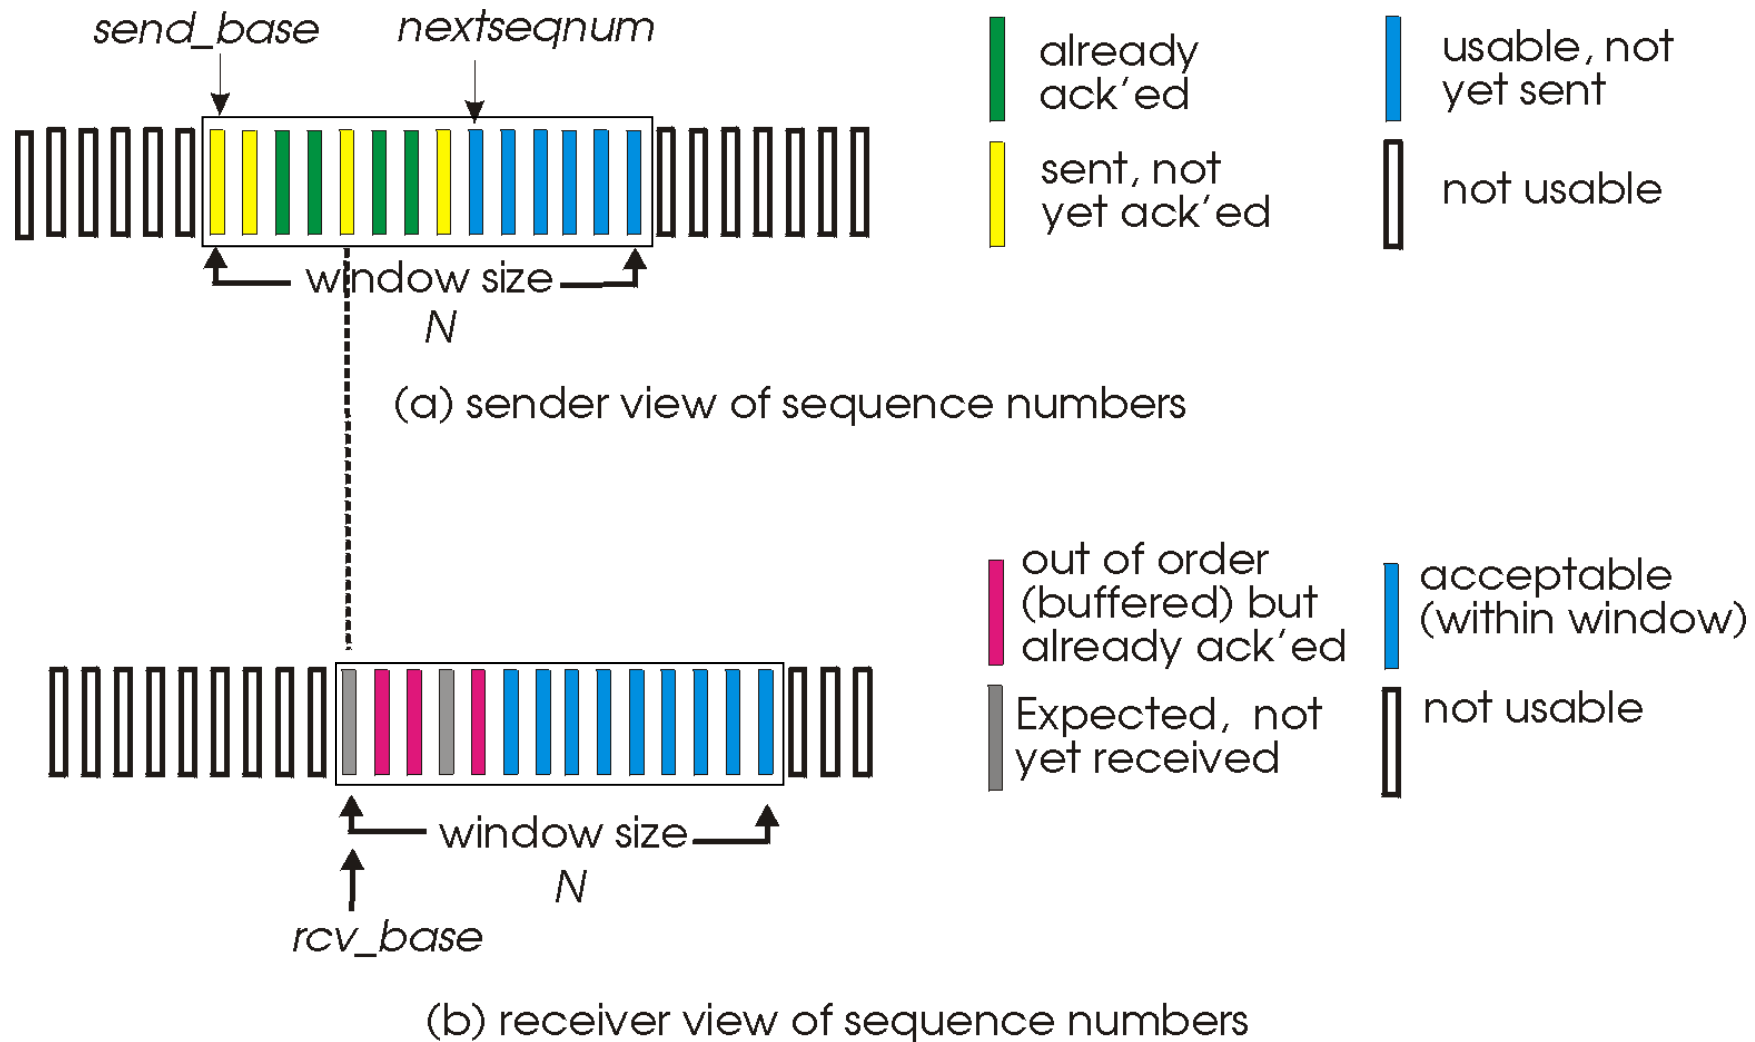 send_base
nextseqnum
already
ack'ed
usable, not
yet sent
sent, not
yet ack'ed
not usable
window size
N
(a) sender view of sequence numbers
out of order
(buffered) but
already ack'ed
acceptable
(within window)
Expected, not
yet received
not usable
window size
N
rcv_base
(b) receiver view of sequence numbers